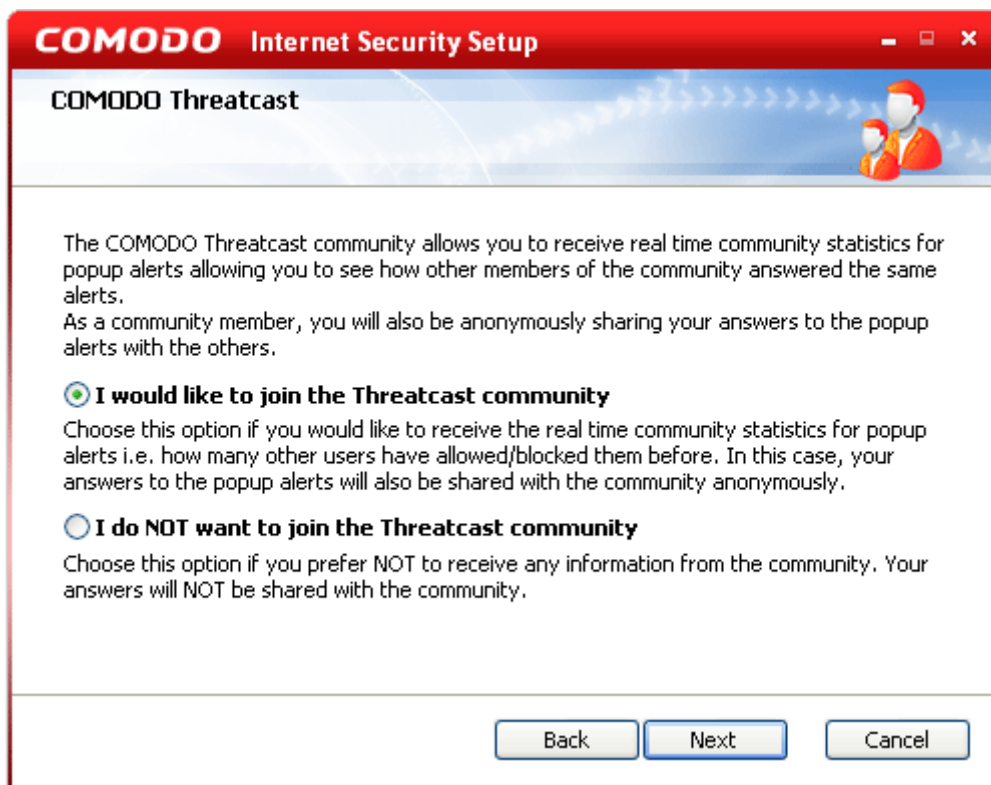 COMODO Internet Security Setup
COMODO Threatcast
The COMODO Threatcast community allows you to receive real time community statistics for
popup alerts allowing you to see how other members of the community answered the same
alerts.
As a community member, you will also be anonymously sharing your answers to the popup
alerts with the others.
I would like to join the Threatcast community
Choose this option if you would like to receive the real time community statistics for popup
alerts i.e. how many other users have allowed/blocked them before. In this case, your
answers to the popup alerts will also be shared with the community anonymously.
I do NOT want to join the Threatcast community
Choose this option if you prefer NOT to receive any information from the community. Your
answers will NOT be shared with the community.
Back Next Cancel